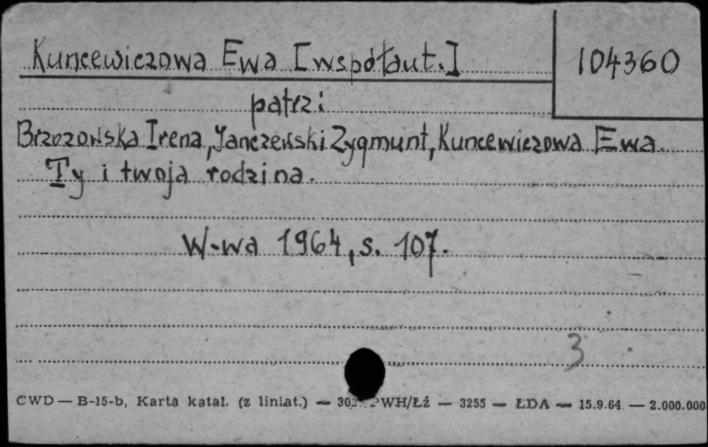 Kuncewiczowa Ewa [współaut.]
104360
patrz:
Brzozowska Irena, Janczewski Zygmunt, Kuncewiczowa Ewa.
Ty i twoja rodzina.
W-wa 1964, s. 107.
3
CWD — B-15-b, Karta katal. (z liniat.) — PWH/Łź — 3255 — ŁDA — 15.9.64 — 2.000.000